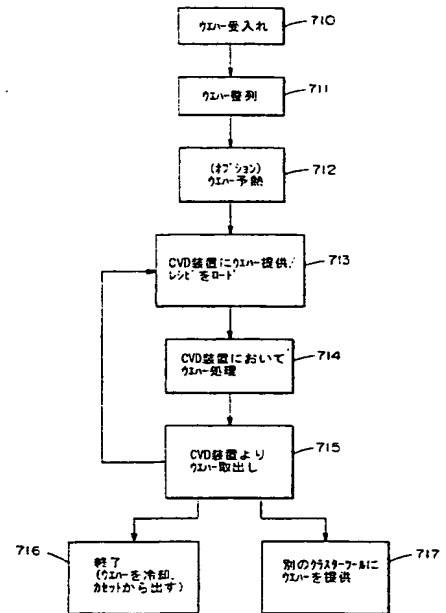 ウエハー受入れ
710
ウエハー整列
711
(オプション)
ウエハー予熱
712
CVD装置にウエハー提供/
レシピをロード
713
CVD装置において
ウエハー処理
714
CVD装置より
ウエハー取出し
715
716
終了
(ウエハーを冷却,
カセットから出す)
別のクラスターツールに
ウエハーを提供
717